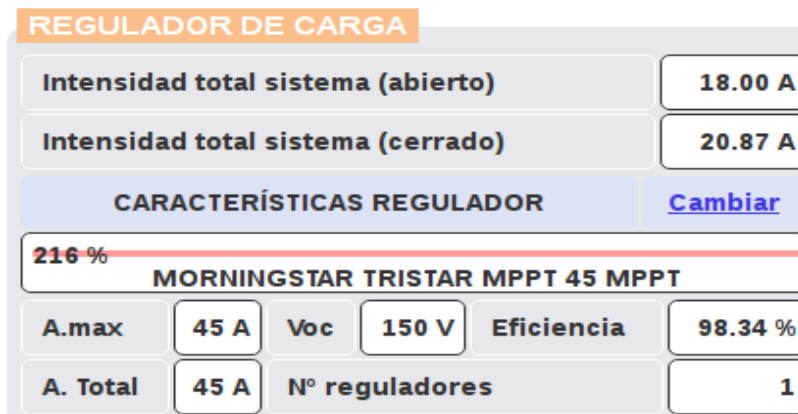 REGULADOR DE CARGA
Intensidad total sistema (abierto) 18.00 A
Intensidad total sistema (cerrado) 20.87 A
CARACTERÍSTICAS REGULADOR Cambiar
216 %
MORNINGSTAR TRISTAR MPPT 45 MPPT
A.max 45 A Voc 150 V Eficiencia 98.34 %
A. Total 45 A Nº reguladores 1